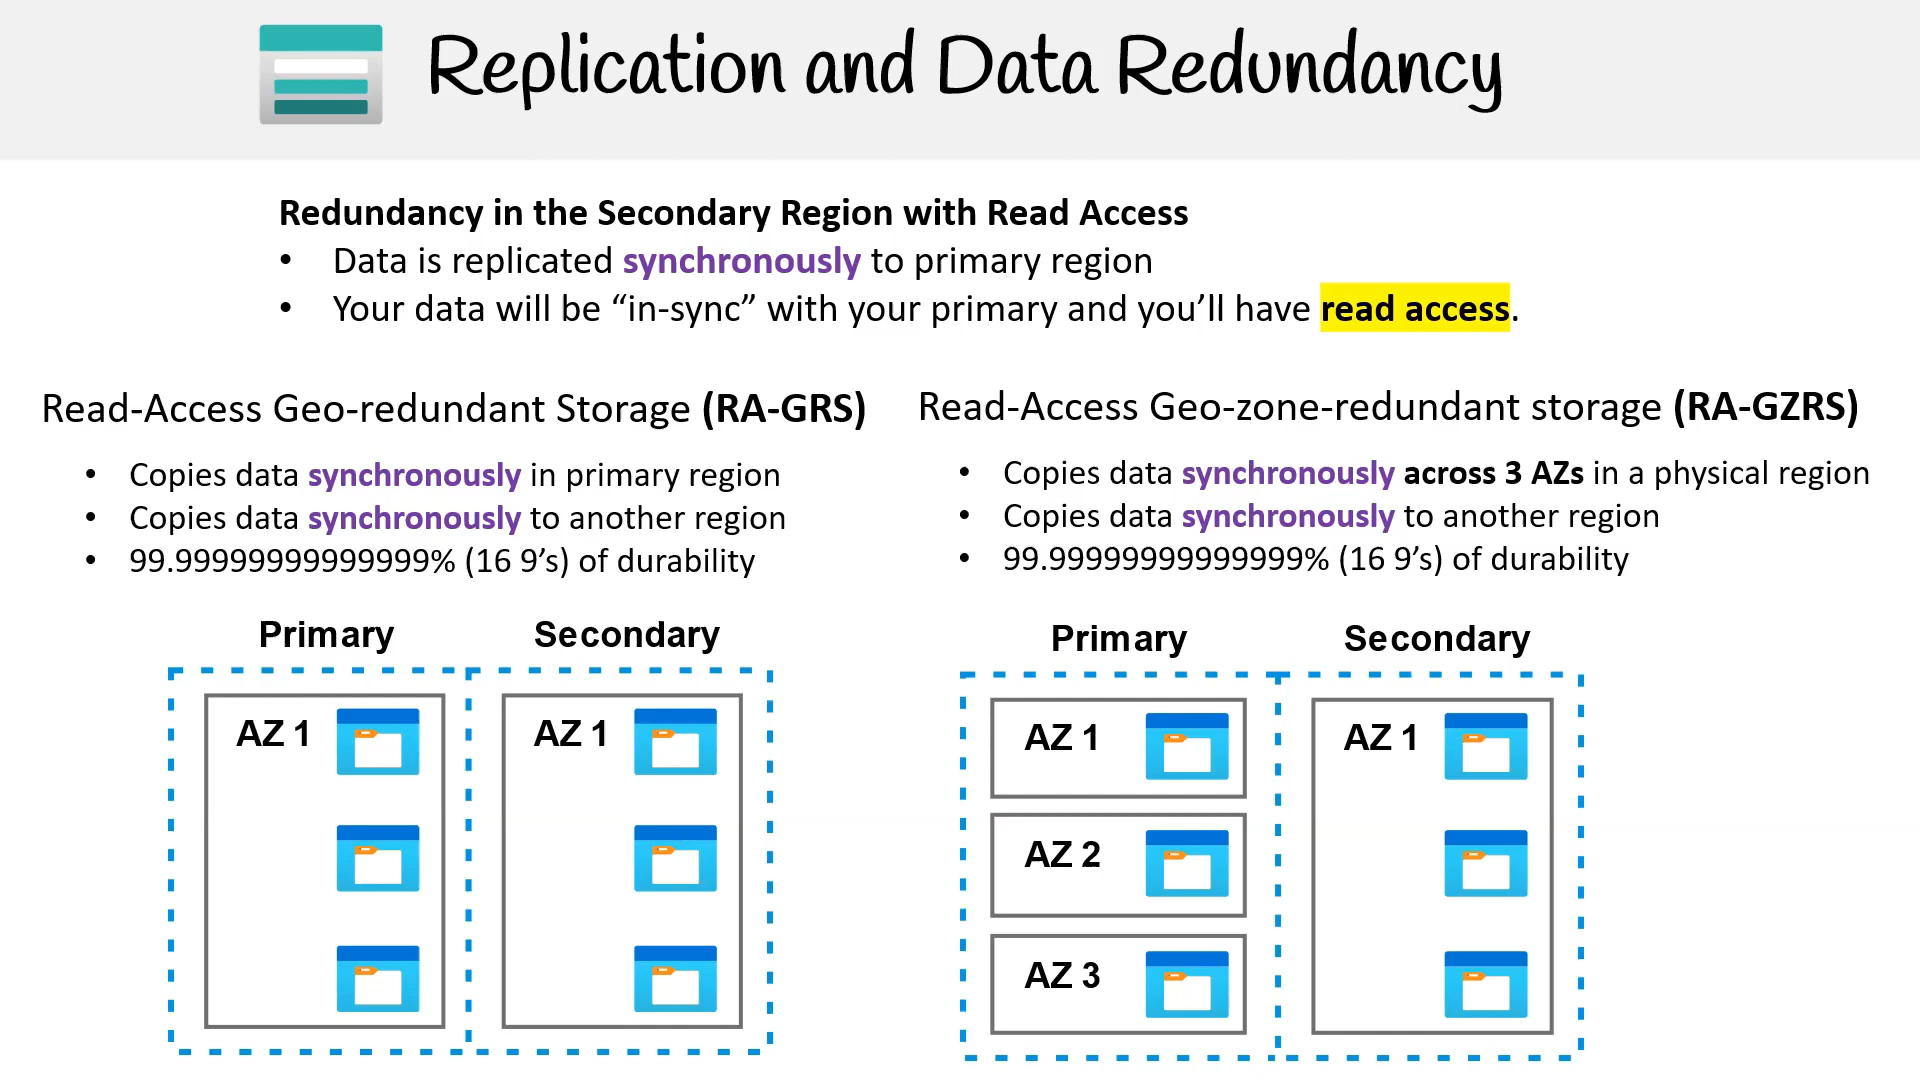 Replication and Data Redundancy
Redundancy in the Secondary Region with Read Access
• Data is replicated synchronously to primary region
• Your data will be “in-sync” with your primary and you’ll have read access.
Read-Access Geo-redundant Storage (RA-GRS)
• Copies data synchronously in primary region
• Copies data synchronously to another region
• 99.99999999999999% (16 9’s) of durability
Primary
Secondary
AZ 1
AZ 1
Read-Access Geo-zone-redundant storage (RA-GZRS)
• Copies data synchronously across 3 AZs in a physical region
• Copies data synchronously to another region
• 99.99999999999999% (16 9’s) of durability
Primary
Secondary
AZ 1
AZ 2
AZ 3
AZ 1